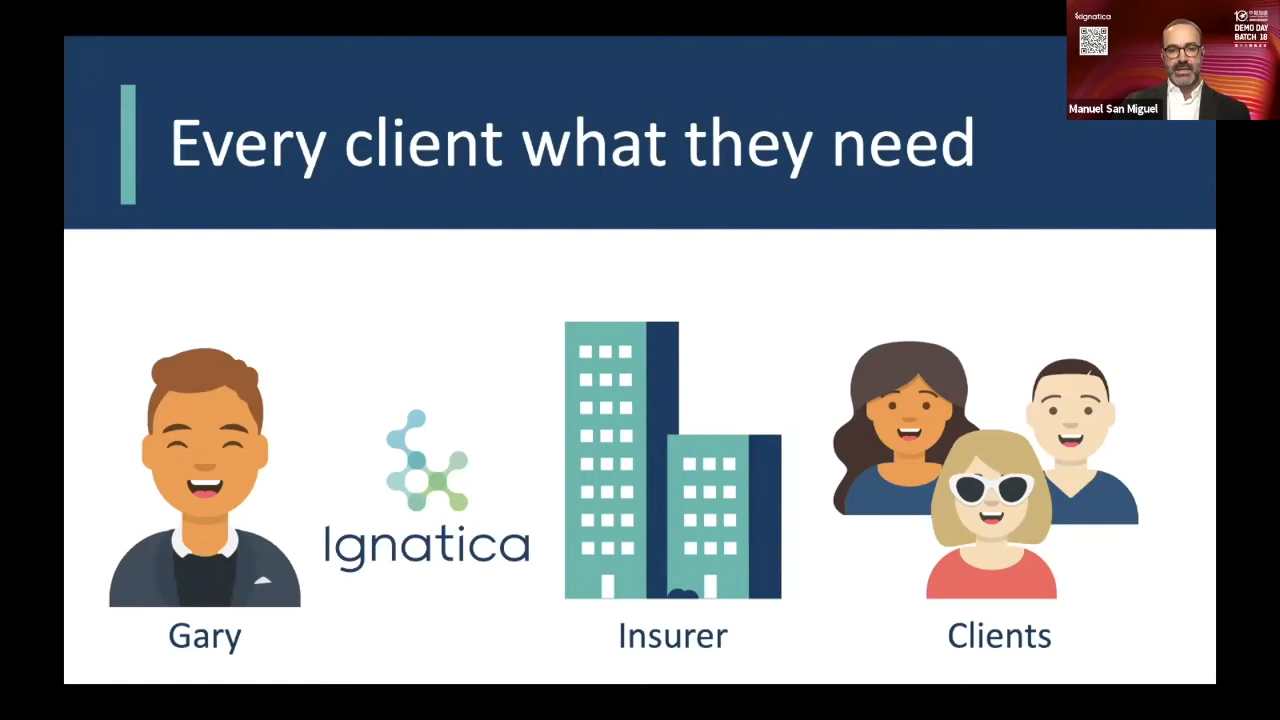 Every client what they need
Ignatica
Gary
Insurer
Clients
Ignatica
DEMO DAY
BATCH 18
Manuel San Miguel